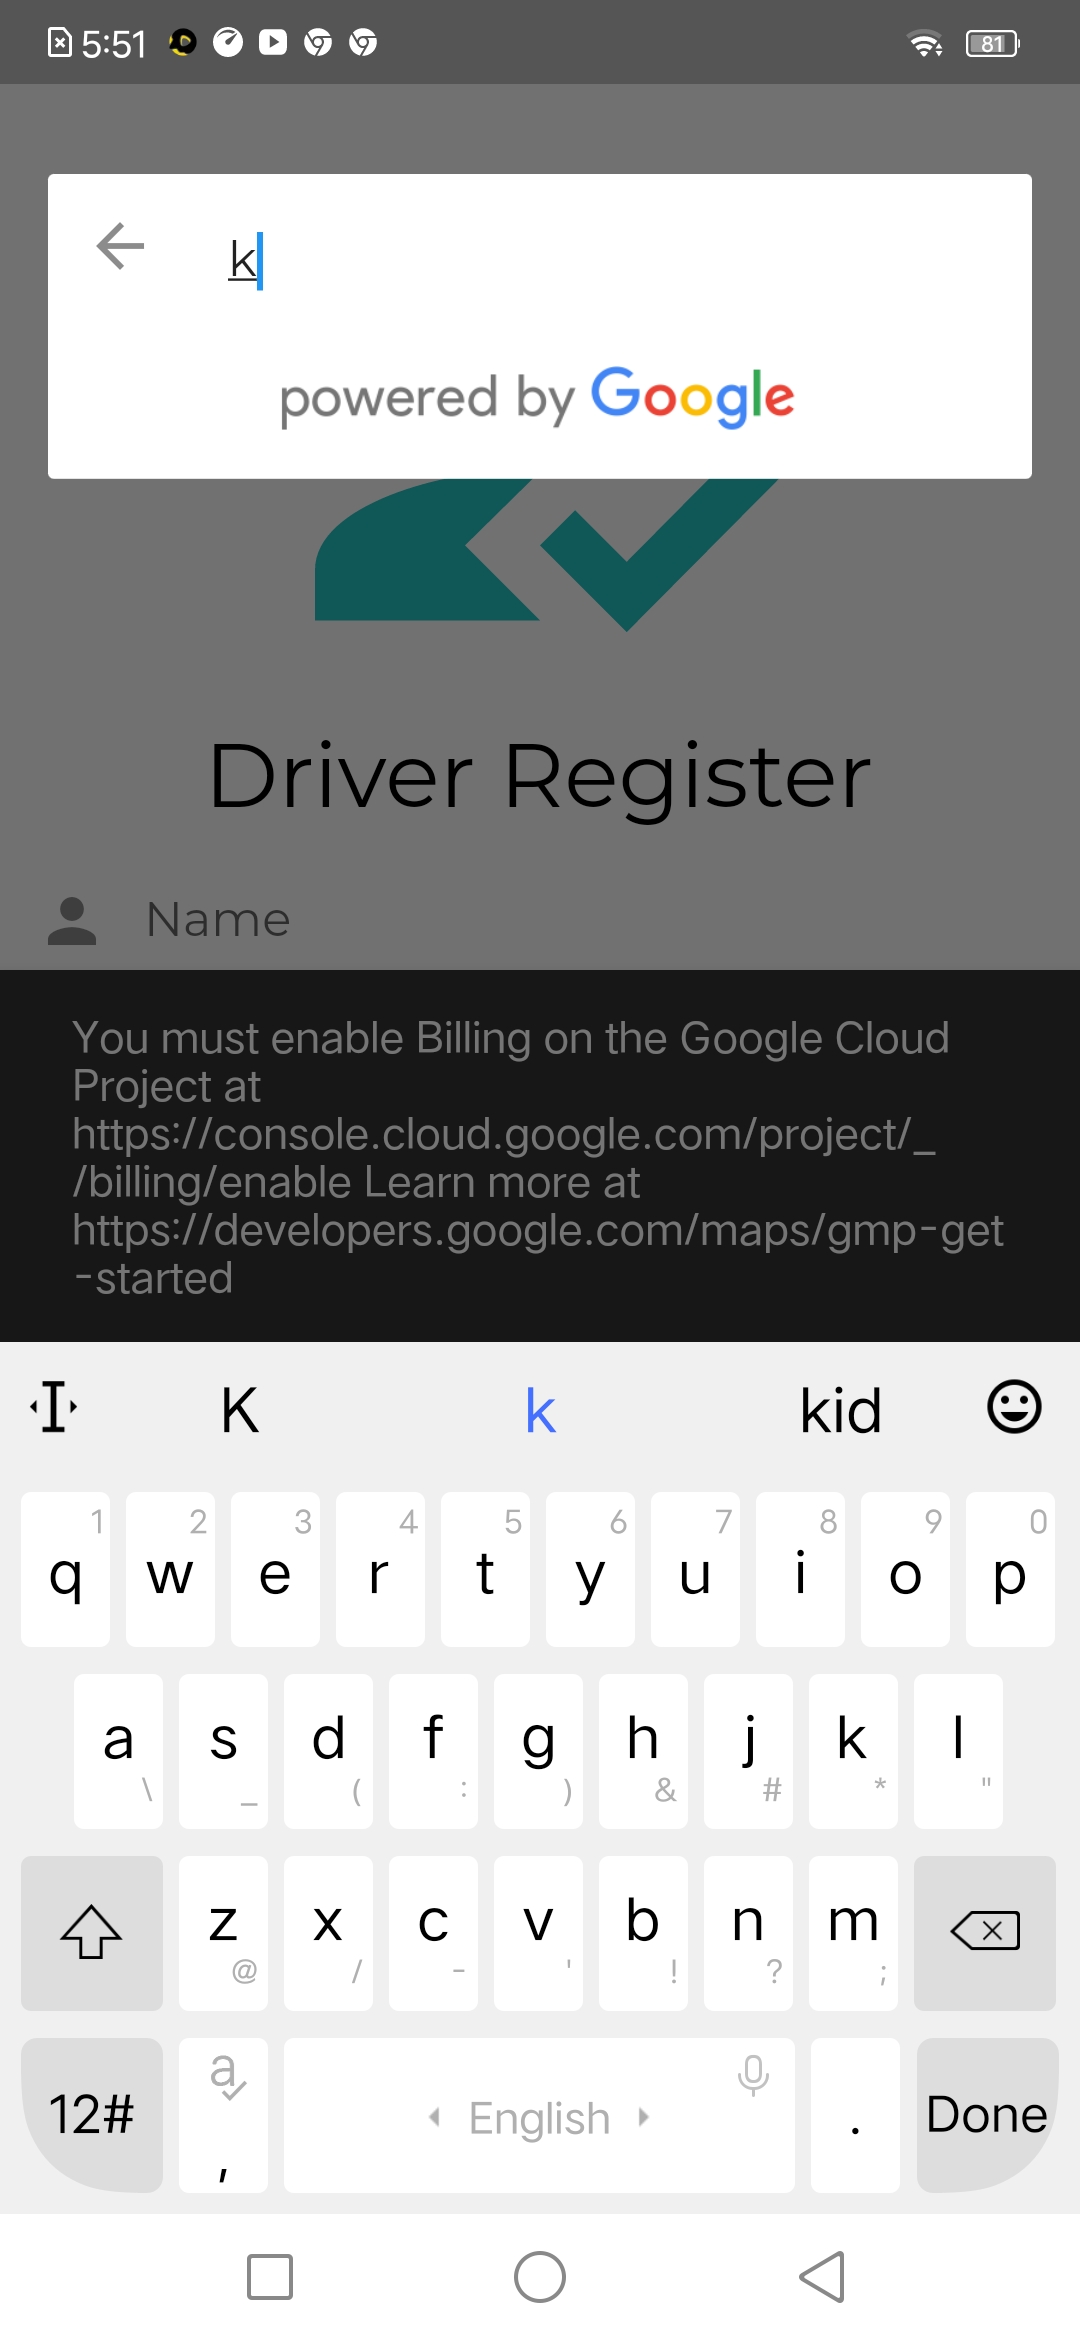 5:51
81
k
powered by Google
Driver Register
Name
You must enable Billing on the Google Cloud
Project at
https://console.cloud.google.com/project/_
/billing/enable Learn more at
https://developers.google.com/maps/gmp-get
-started
K k kid
1 2 3 4 5 6 7 8 9 0
q w e r t y u i o p
a s d f g h j k l
\ _ ( : ) & # * "
z x c v b n m
@ / - ' ! ? ;
12# a , English . Done